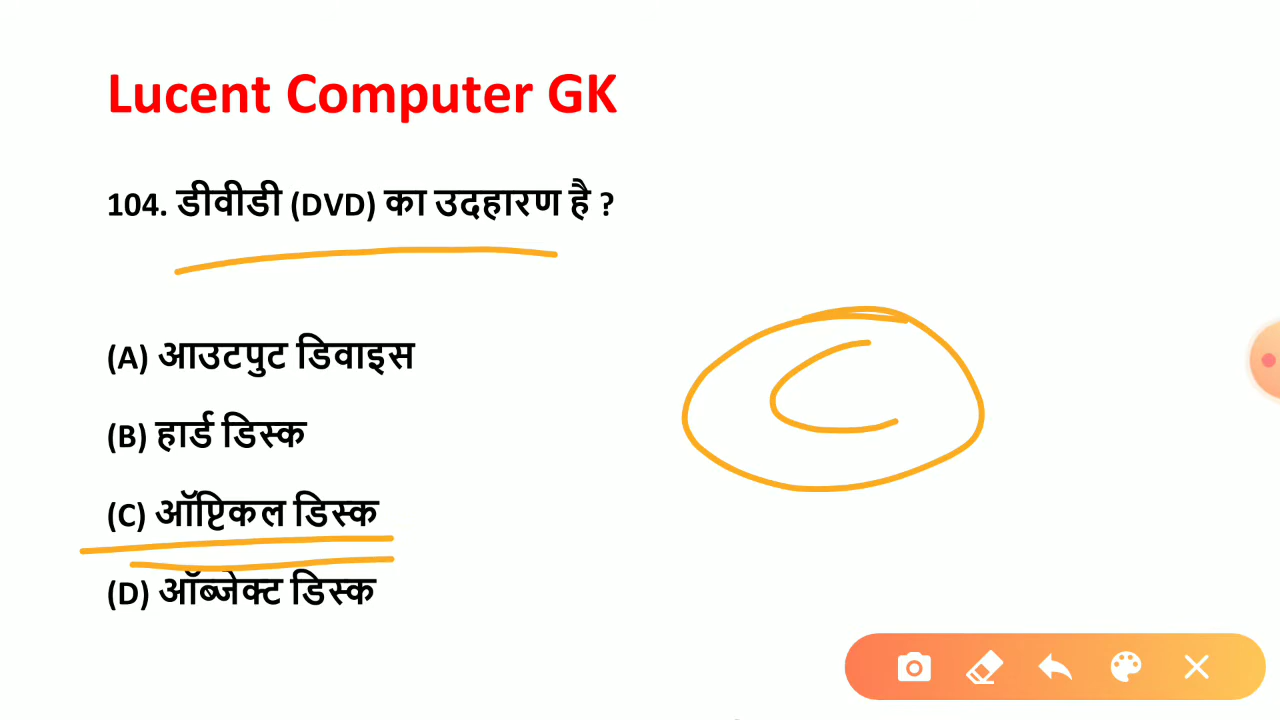 Lucent Computer GK
104. डीवीडी (DVD) का उदहारण है ?
(A) आउटपुट डिवाइस
(B) हार्ड डिस्क
(C) ऑप्टिकल डिस्क
(D) ऑब्जेक्ट डिस्क
C